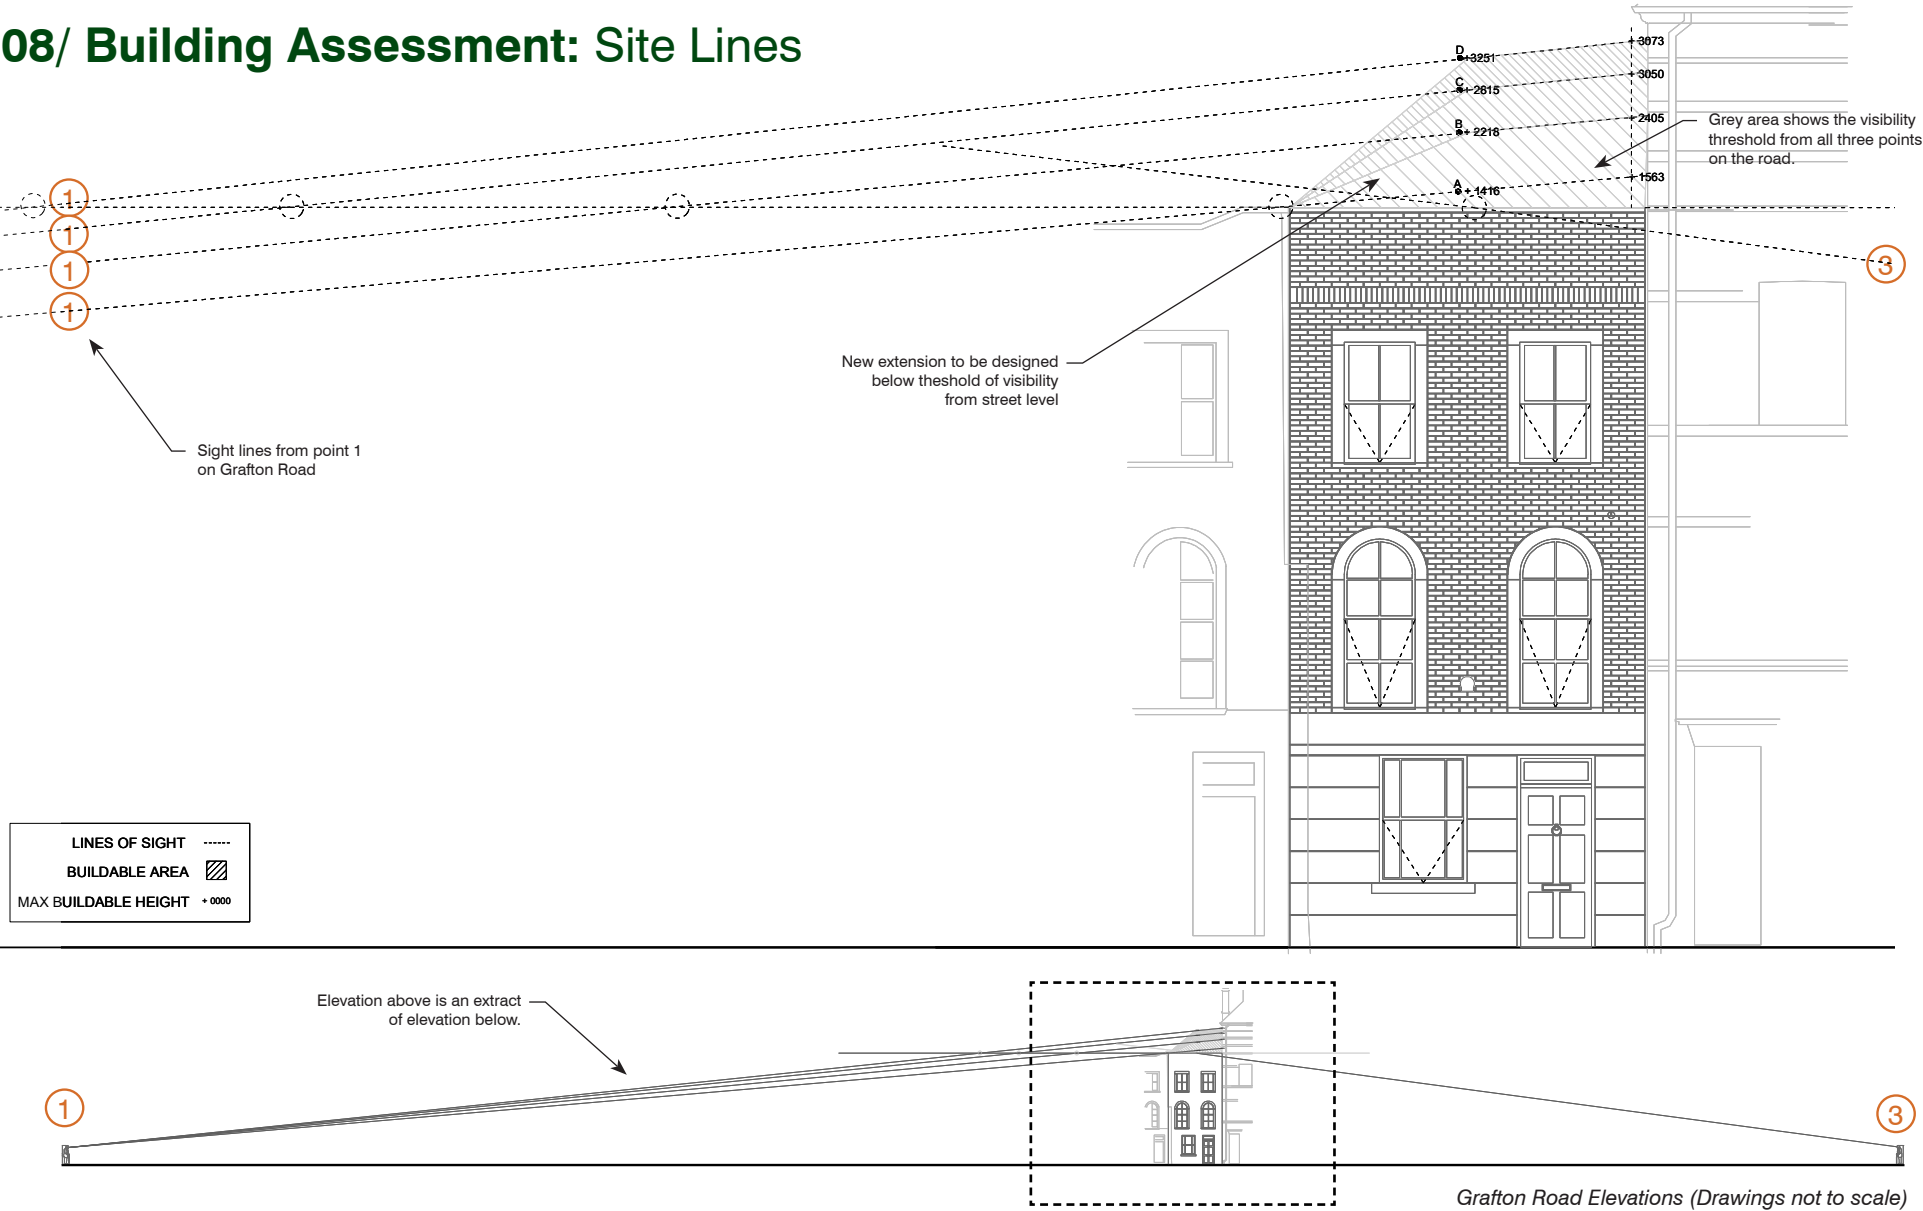 08/ Building Assessment: Site Lines
D
+3251
+ 3073
C
+ 2815
+ 3050
B
+ 2218
2405
A
+ 1416
1563
Grey area shows the visibility
threshold from all three points
on the road.
1
1
1
1
3
New extension to be designed
below theshold of visibility
from street level
Sight lines from point 1
on Grafton Road
LINES OF SIGHT
BUILDABLE AREA
MAX BUILDABLE HEIGHT + 0000
Elevation above is an extract
of elevation below.
1
3
Grafton Road Elevations (Drawings not to scale)